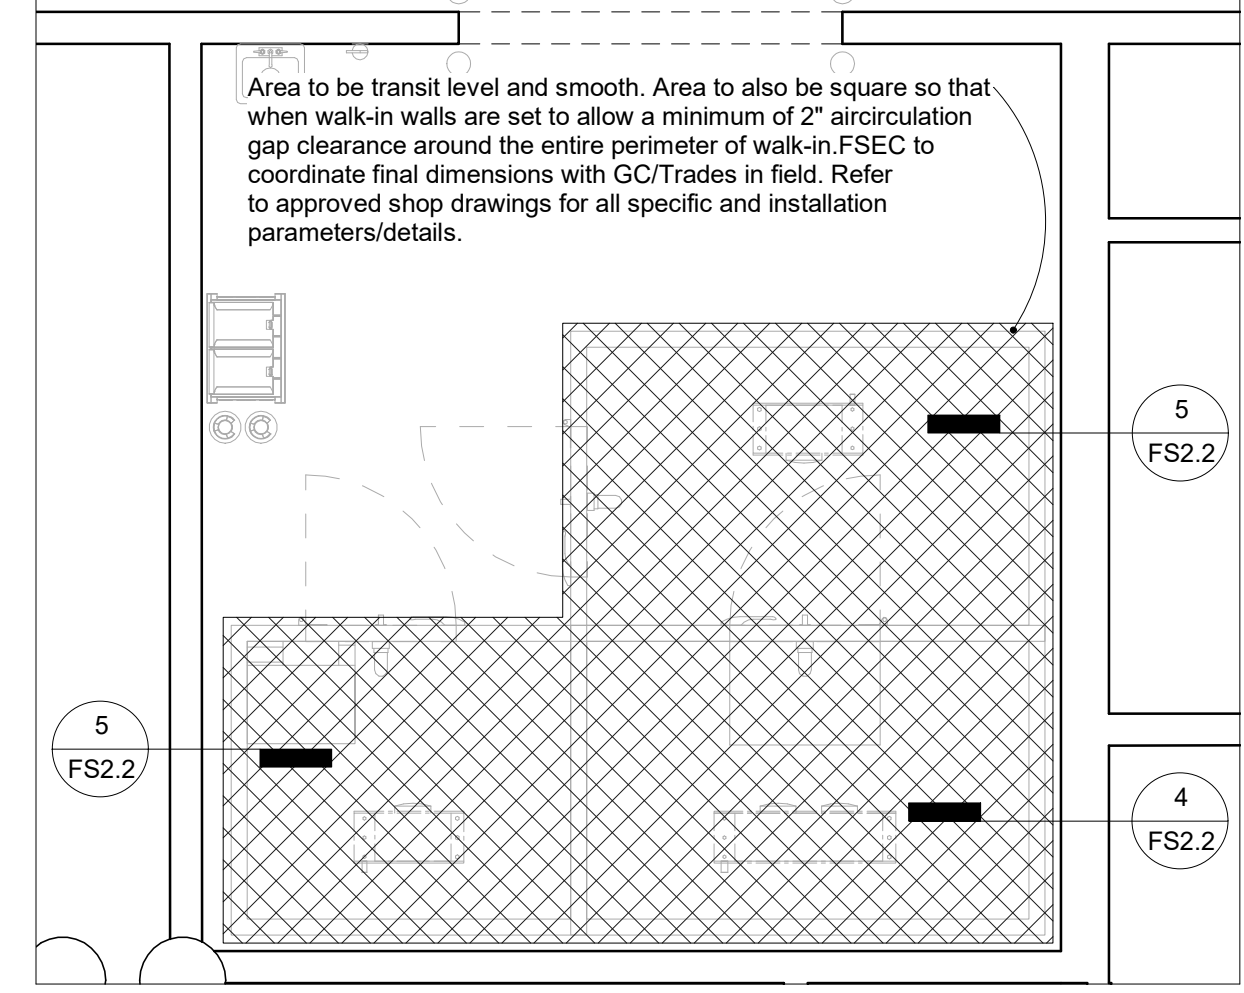 Area to be transit level and smooth. Area to also be square so that
when walk-in walls are set to allow a minimum of 2" aircirculation
gap clearance around the entire perimeter of walk-in.FSEC to
coordinate final dimensions with GC/Trades in field. Refer
to approved shop drawings for all specific and installation
parameters/details.
5
FS2.2
5
FS2.2
4
FS2.2